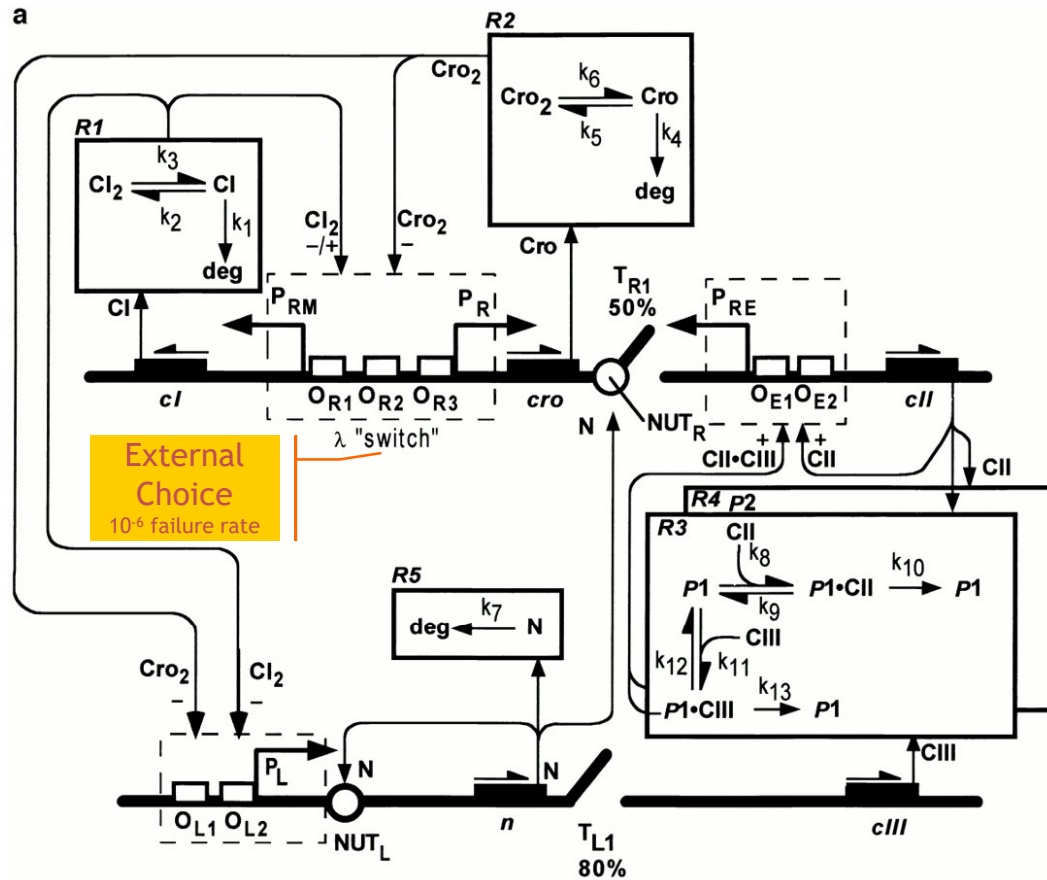 a
R2
Cro2
k6
Cro2
Cro
k5
k4
deg
R1
k3
CI2
CI
k2
k1
deg
CI2
–/+
Cro2
–
Cro
CI
PRM
PR
TR1
50%
PRE
OR1
OR2
OR3
cI
cro
λ "switch"
NUTR
N
OE1
OE2
cII
+
+
CII•CIII
CII
CII
External
Choice
10-6 failure rate
R4
P2
R3
CII
k8
P1
P1•CII
k10
P1
k9
CIII
k12
k11
P1•CIII
k13
P1
R5
deg
k7
N
Cro2
–
CI2
–
CIII
PL
N
N
OL1
OL2
NUTL
n
TL1
80%
cIII